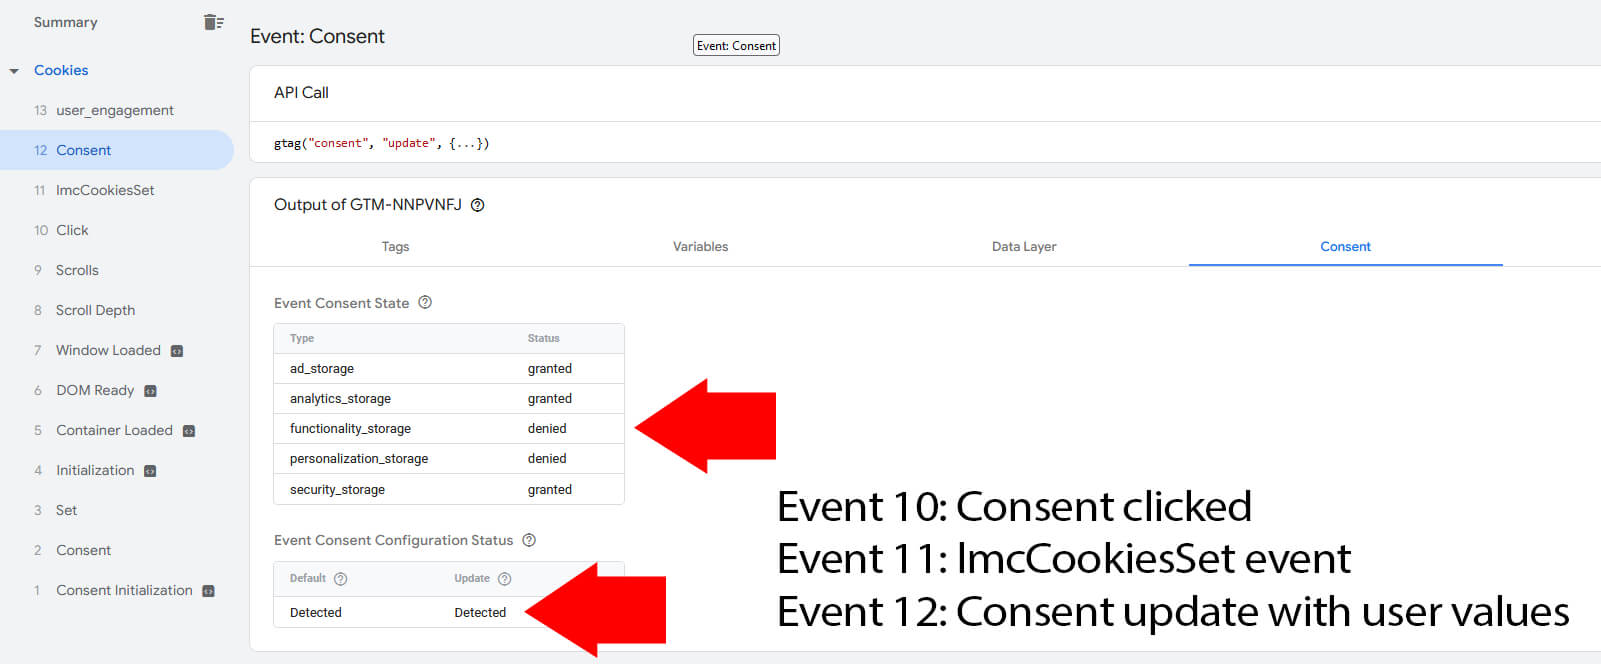 Summary
Cookies
13 user_engagement
12 Consent
11 lmcCookiesSet
10 Click
9 Scrolls
8 Scroll Depth
7 Window Loaded
6 DOM Ready
5 Container Loaded
4 Initialization
3 Set
2 Consent
1 Consent Initialization
Event: Consent
Event: Consent
API Call
gtag("consent", "update", {...})
Output of GTM-NNPVNFJ
Tags Variables Data Layer Consent
Event Consent State
Type Status
ad_storage granted
analytics_storage granted
functionality_storage denied
personalization_storage denied
security_storage granted
Event Consent Configuration Status
Default Update
Detected Detected
Event 10: Consent clicked
Event 11: lmcCookiesSet event
Event 12: Consent update with user values